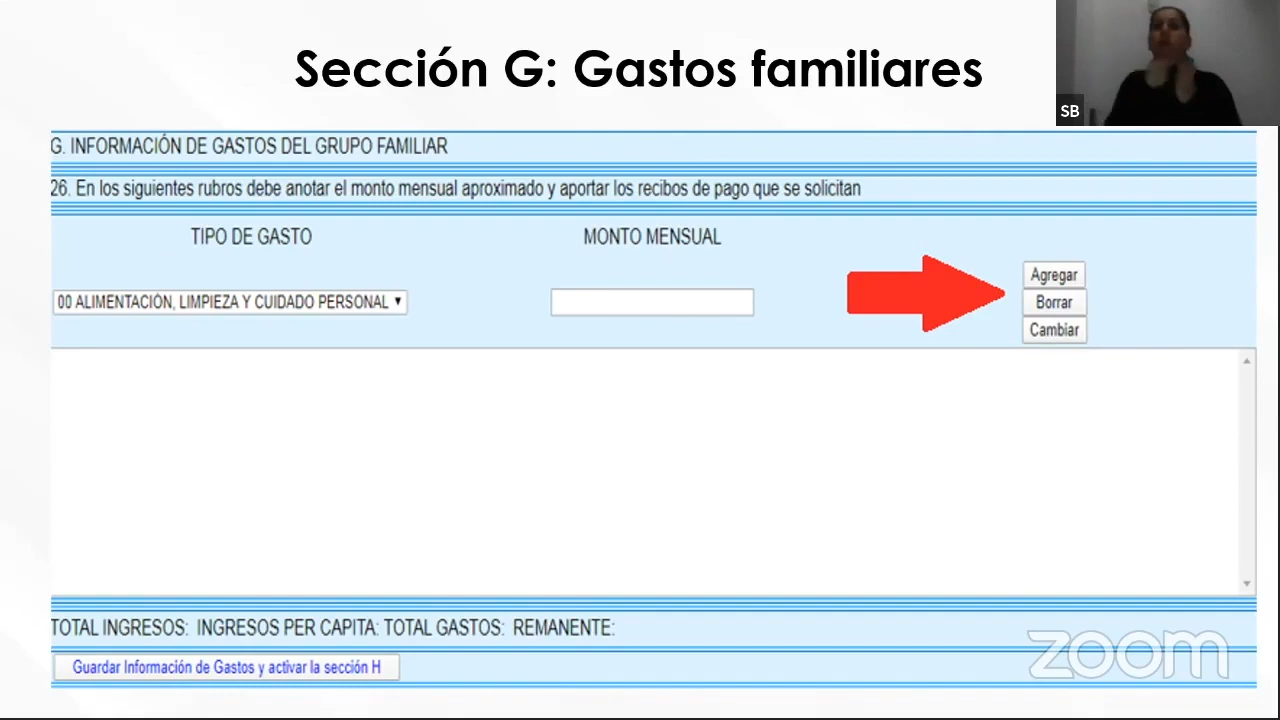 Sección G: Gastos familiares
SB
G. INFORMACIÓN DE GASTOS DEL GRUPO FAMILIAR
26. En los siguientes rubros debe anotar el monto mensual aproximado y aportar los recibos de pago que se solicitan
TIPO DE GASTO
MONTO MENSUAL
00 ALIMENTACIÓN, LIMPIEZA Y CUIDADO PERSONAL
Agregar
Borrar
Cambiar
TOTAL INGRESOS: INGRESOS PER CAPITA: TOTAL GASTOS: REMANENTE:
Guardar Información de Gastos y activar la sección H
zoom